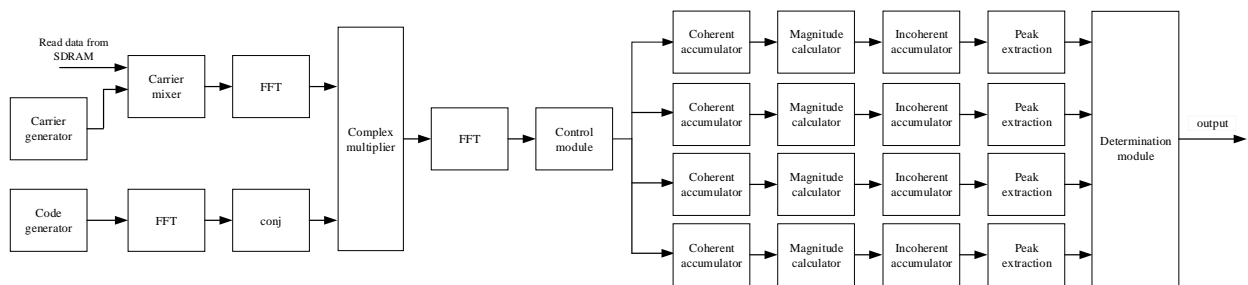 Read data from
SDRAM
Carrier
generator
Carrier
mixer
FFT
Code
generator
FFT
conj
Complex
multiplier
FFT
Control
module
Coherent
accumulator
Magnitude
calculator
Incoherent
accumulator
Peak
extraction
Coherent
accumulator
Magnitude
calculator
Incoherent
accumulator
Peak
extraction
Coherent
accumulator
Magnitude
calculator
Incoherent
accumulator
Peak
extraction
Coherent
accumulator
Magnitude
calculator
Incoherent
accumulator
Peak
extraction
Determination
module
output